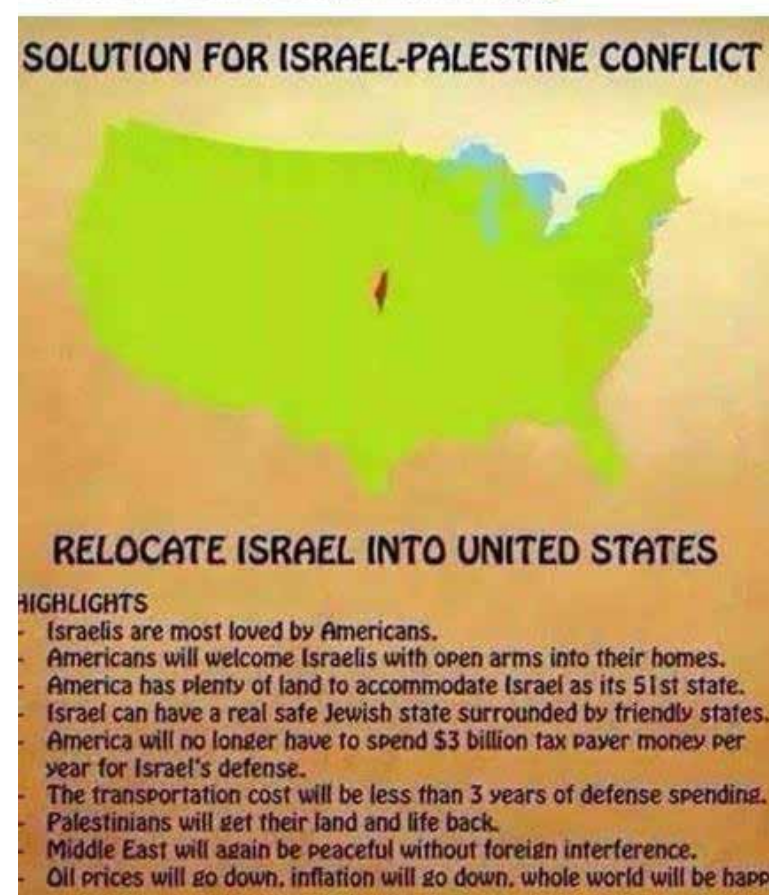 SOLUTION FOR ISRAEL-PALESTINE CONFLICT
RELOCATE ISRAEL INTO UNITED STATES
HIGHLIGHTS
- Israelis are most loved by Americans.
- Americans will welcome Israelis with open arms into their homes.
- America has plenty of land to accommodate Israel as its 51st state.
- Israel can have a real safe Jewish state surrounded by friendly states.
- America will no longer have to spend $3 billion tax payer money per
year for Israel's defense.
- The transportation cost will be less than 3 years of defense spending.
- Palestinians will get their land and life back.
- Middle East will again be peaceful without foreign interference.
- Oil prices will go down, inflation will go down, whole world will be happ